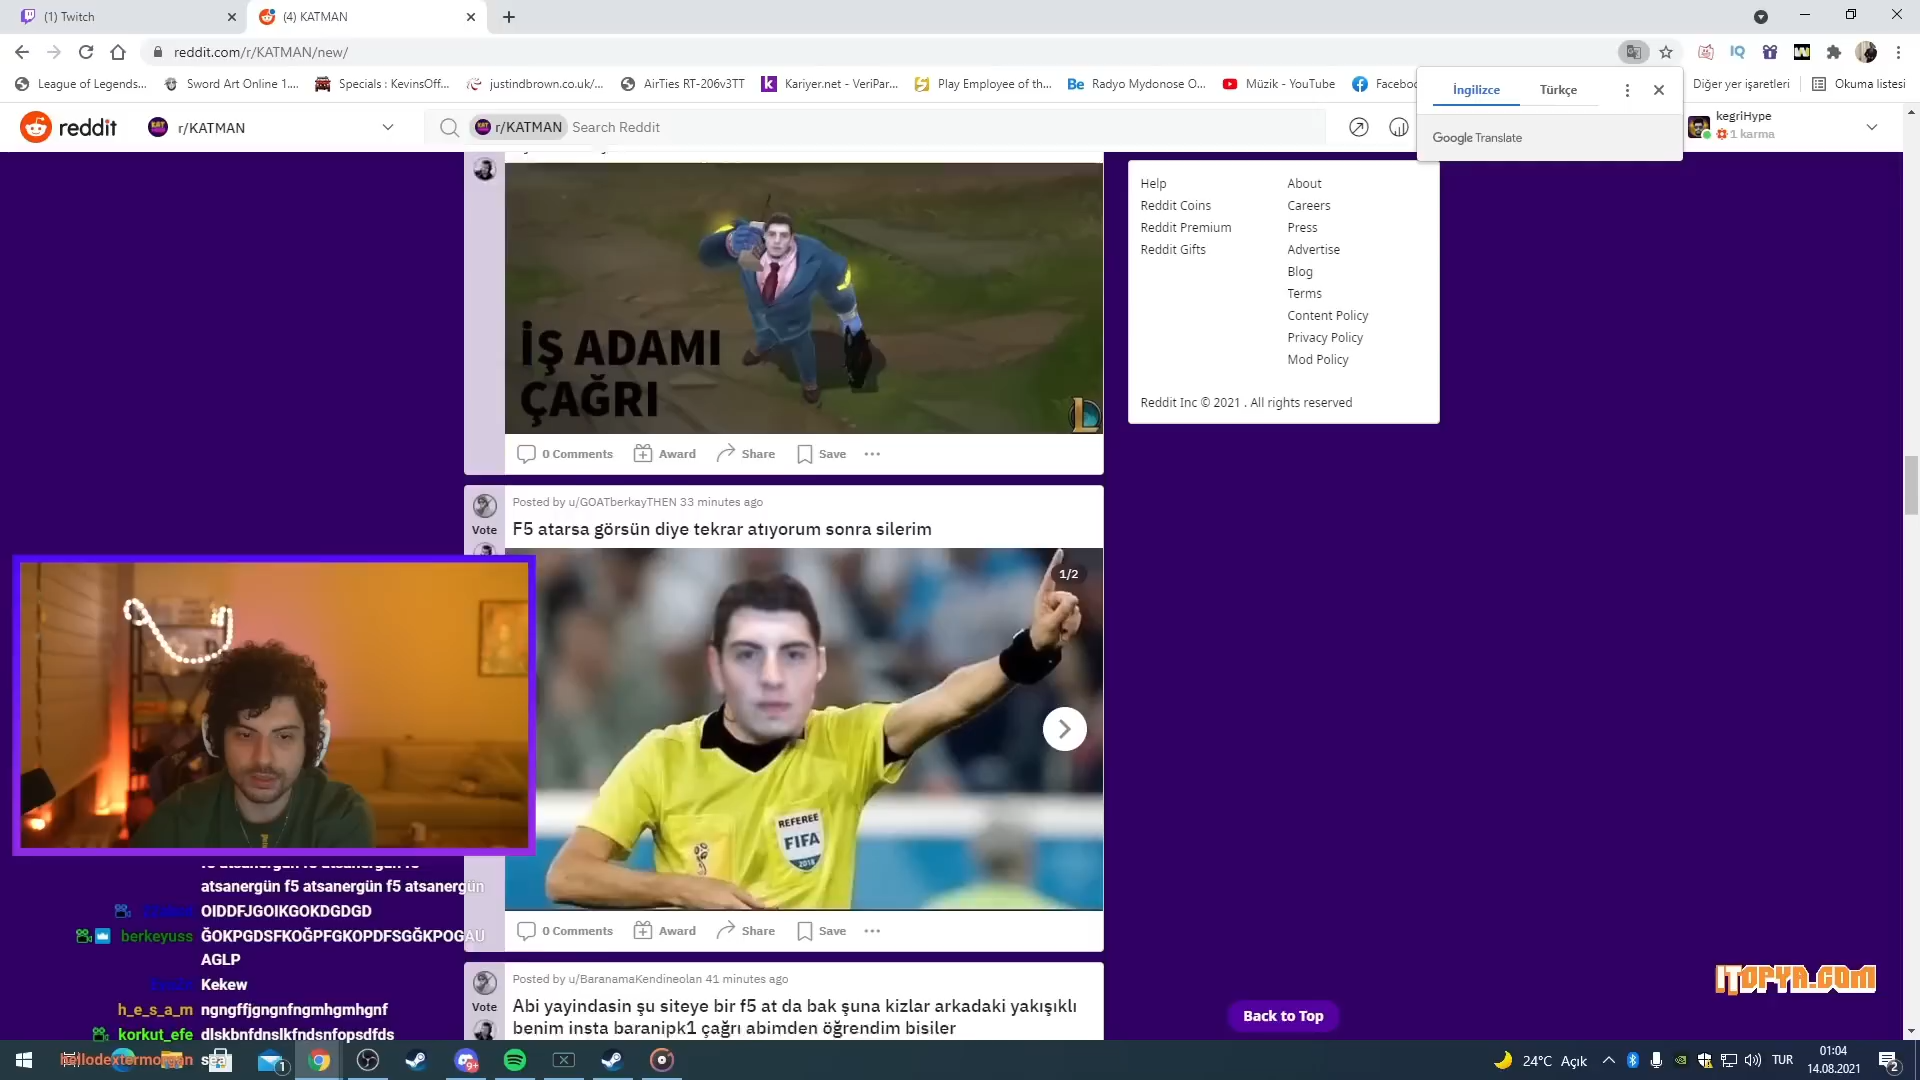 (1) Twitch
(4) KATMAN
reddit.com/r/KATMAN/new/
League of Legends...
Sword Art Online 1....
Specials : KevinsOff...
justindbrown.co.uk/...
AirTies RT-206v3TT
Kariyer.net - VeriPar...
Play Employee of th...
Be
Radyo Mydonose O...
Müzik - YouTube
Faceboo
Diğer yer işaretleri
Okuma listesi
İngilizce
Türkçe
Google Translate
reddit
r/KATMAN
r/KATMAN
Search Reddit
kegriHype
1 karma
Help
Reddit Coins
Reddit Premium
Reddit Gifts
About
Careers
Press
Advertise
Blog
Terms
Content Policy
Privacy Policy
Mod Policy
Reddit Inc © 2021 . All rights reserved
İŞ ADAMI
ÇAĞRI
0 Comments
Award
Share
Save
Posted by u/GOATberkayTHEN 33 minutes ago
Vote
F5 atarsa görsün diye tekrar atıyorum sonra silerim
1/2
REFEREE
FIFA
2018
0 Comments
Award
Share
Save
Posted by u/BaranamaKendineolan 41 minutes ago
Vote
Abi yayindasin şu siteye bir f5 at da bak şuna kizlar arkadaki yakışıklı
benim insta baranipk1 çağrı abimden öğrendim bisiler
atsanergün f5 atsanergün f5 atsanergün
OIDDFJGOIKGOKDGDGD
berkeyuss ĞOKPGDSFKOĞPFGKOPDFSGĞKPOGAU
AGLP
Kekew
h_e_s_a_m ngngffjgngnfngmhgmhgnf
korkut_efe dlskbnfdnslkfndsnfopsdfds
hellodextermorgan sea
ITOPYA.COM
Back to Top
24°C Açık
TUR
01:04
14.08.2021